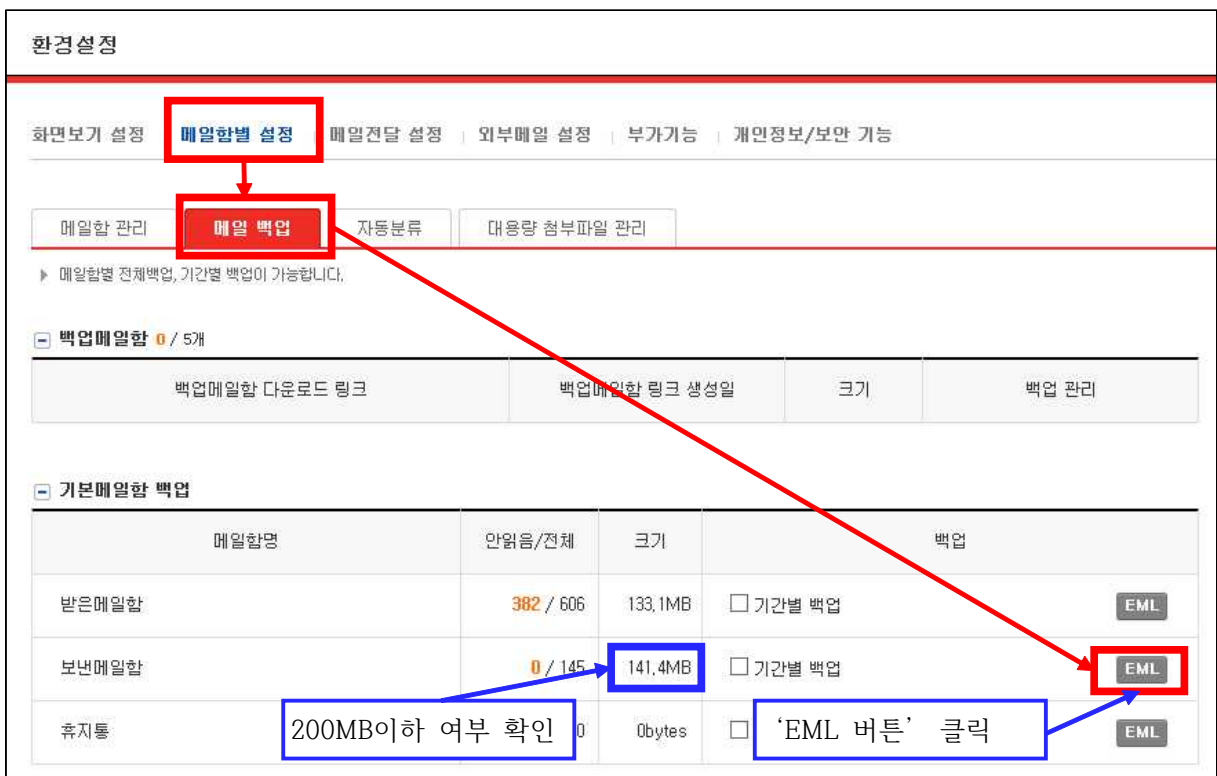 환경설정
화면보기 설정 메일함별 설정 메일전달 설정 외부메일 설정 부가기능 개인정보/보안 기능
메일함 관리 메일 백업 자동분류 대용량 첨부파일 관리
메일함별 전체백업, 기간별 백업이 가능합니다.
백업메일함 0 / 5개
백업메일함 다운로드 링크 백업메일함 링크 생성일 크기 백업 관리
기본메일함 백업
메일함명 안읽음/전체 크기 백업
받은메일함 382 / 606 133,1MB 기간별 백업 EML
보낸메일함 0 / 145 141,4MB 기간별 백업 EML
휴지통 200MB이하 여부 확인 0 0bytes ‘EML 버튼’ 클릭 EML